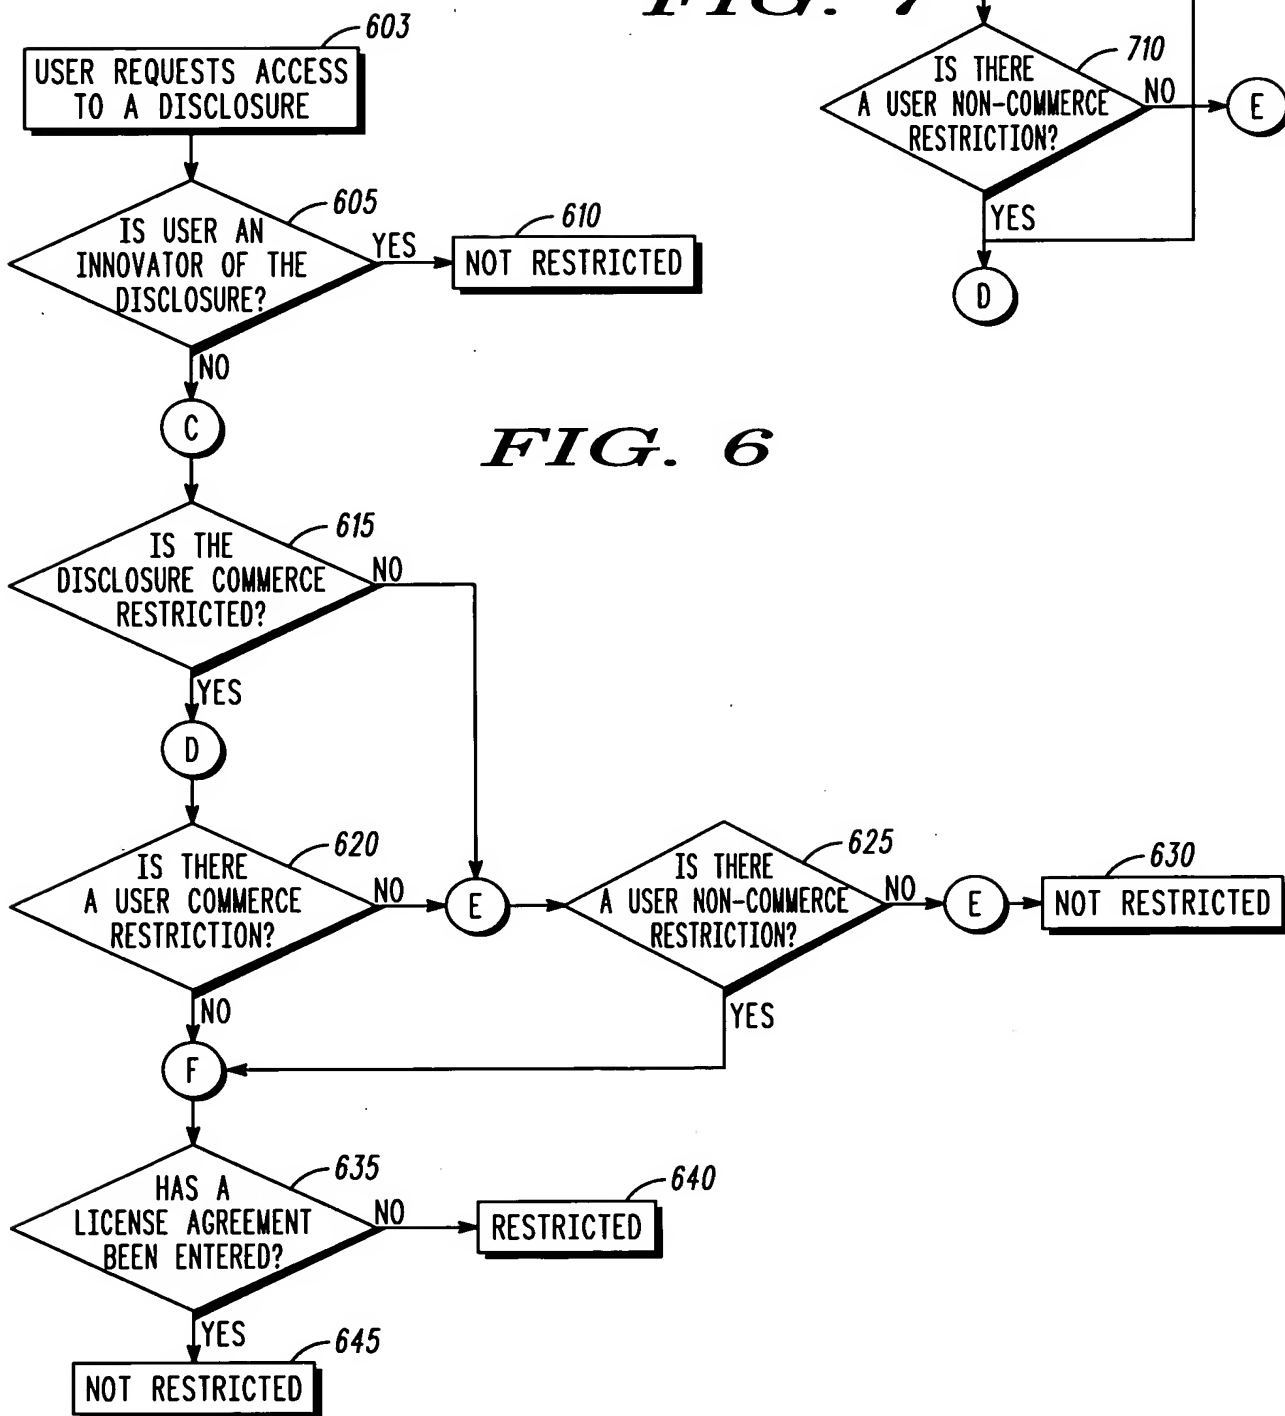 FIG. 7
603
USER REQUESTS ACCESS
TO A DISCLOSURE
710
IS THERE
A USER NON-COMMERCE
RESTRICTION?
NO
E
YES
D
605
IS USER AN
INNOVATOR OF THE
DISCLOSURE?
YES
610
NOT RESTRICTED
NO
C
FIG. 6
615
IS THE
DISCLOSURE COMMERCE
RESTRICTED?
NO
YES
D
620
IS THERE
A USER COMMERCE
RESTRICTION?
NO
E
625
IS THERE
A USER NON-COMMERCE
RESTRICTION?
NO
E
630
NOT RESTRICTED
NO
YES
F
635
HAS A
LICENSE AGREEMENT
BEEN ENTERED?
NO
640
RESTRICTED
YES
645
NOT RESTRICTED